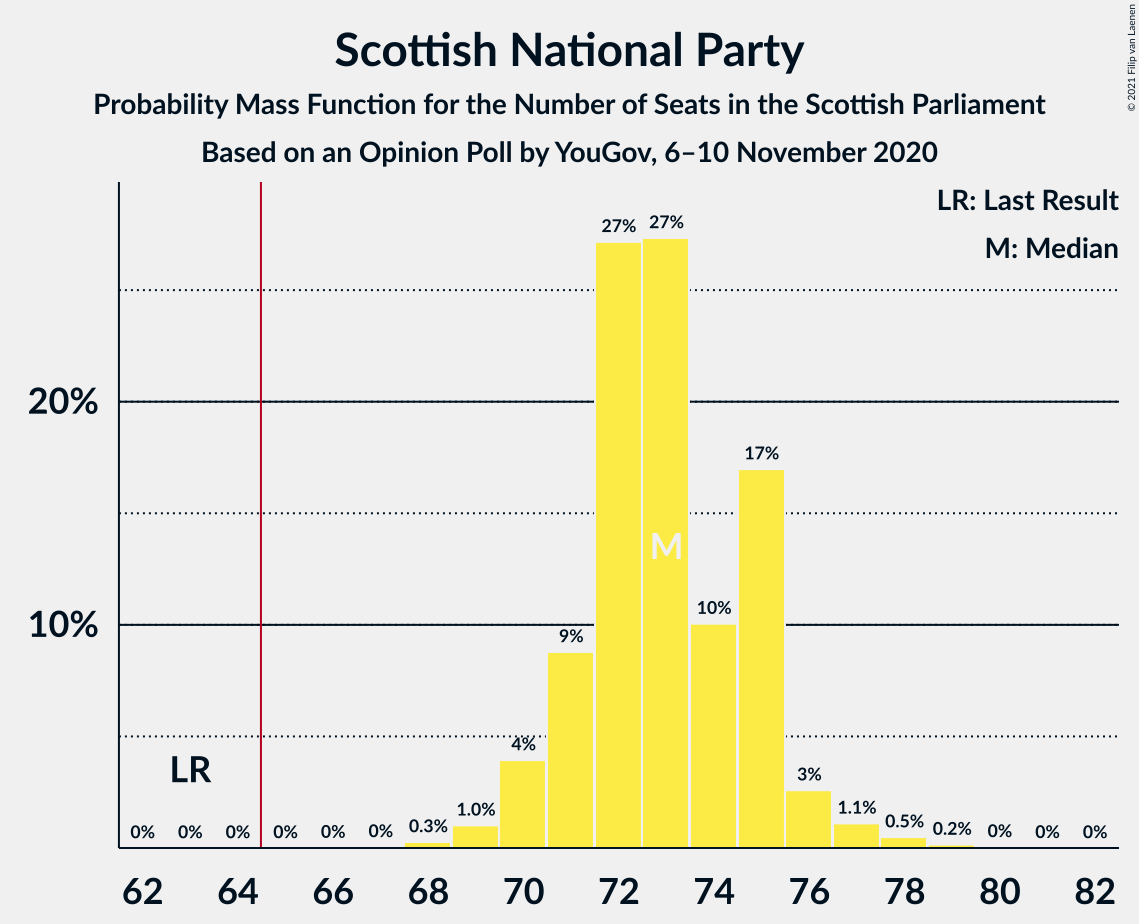 Scottish National Party
Probability Mass Function for the Number of Seats in the Scottish Parliament
Based on an Opinion Poll by YouGov, 6–10 November 2020
© 2021 Filip van Laenen
LR: Last Result
M: Median
27% 27%
20%
17%
M
10%
10%
9%
4%
LR
3%
0% 0% 0% 0% 0% 0% 0.3% 1.0% 1.1% 0.5% 0.2% 0% 0% 0%
62 64 66 68 70 72 74 76 78 80 82